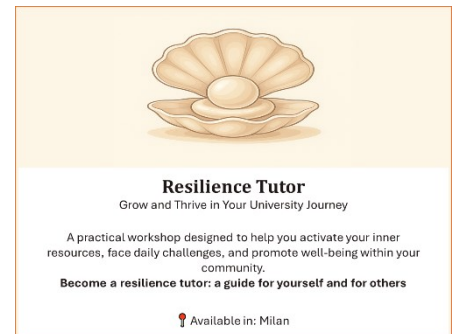 Resilience Tutor
Grow and Thrive in Your University Journey
A practical workshop designed to help you activate your inner
resources, face daily challenges, and promote well-being within your
community.
Become a resilience tutor: a guide for yourself and for others
📍 Available in: Milan